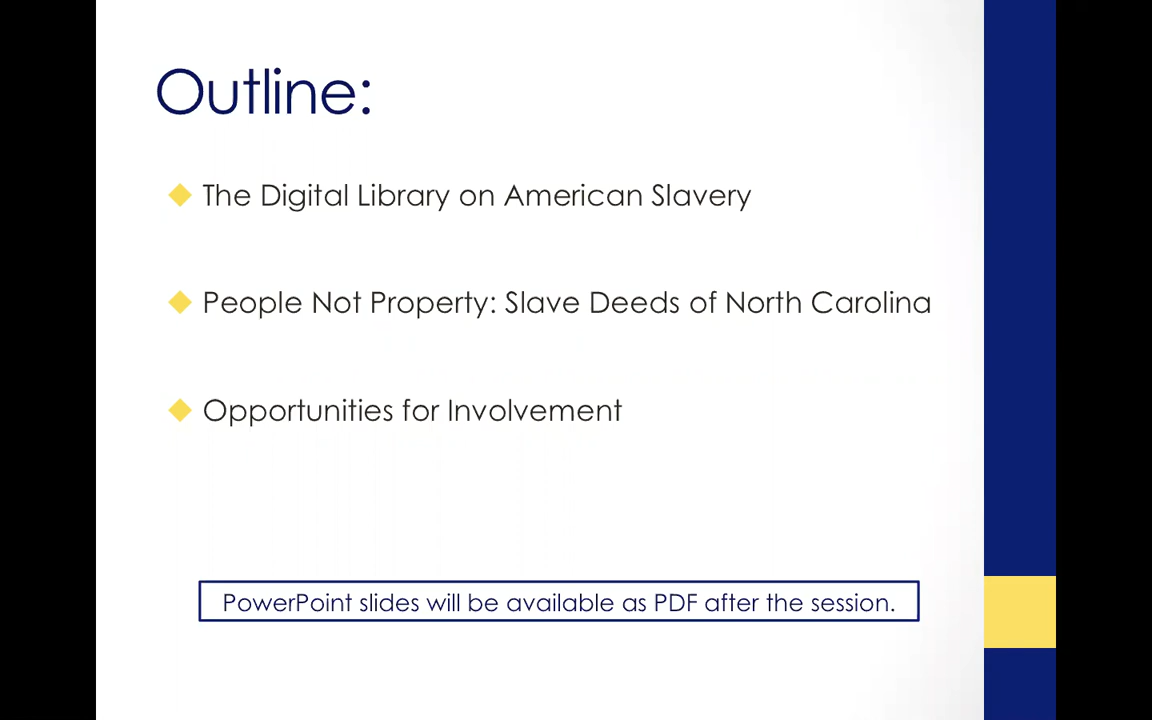 Outline:
The Digital Library on American Slavery
People Not Property: Slave Deeds of North Carolina
Opportunities for Involvement
PowerPoint slides will be available as PDF after the session.